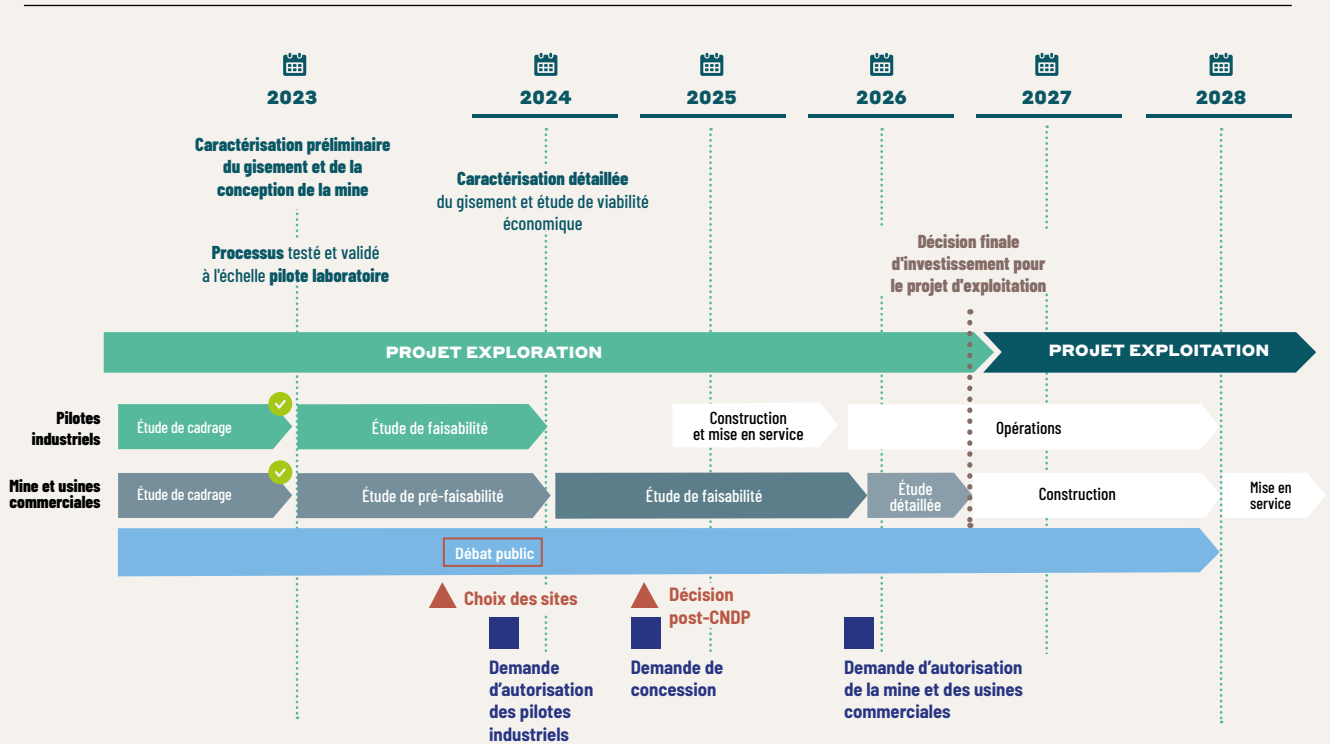 2023
2024
2025
2026
2027
2028
Caractérisation préliminaire
du gisement et de la
conception de la mine
Processus testé et validé
à l'échelle pilote laboratoire
Caractérisation détaillée
du gisement et étude de viabilité
économique
Décision finale
d'investissement pour
le projet d'exploitation
PROJET EXPLORATION
PROJET EXPLOITATION
Pilotes
industriels
Étude de cadrage
Étude de faisabilité
Construction
et mise en service
Opérations
Mine et usines
commerciales
Étude de cadrage
Étude de pré-faisabilité
Étude de faisabilité
Étude
détaillée
Construction
Mise en
service
Débat public
Choix des sites
Décision
post-CNDP
Demande
d'autorisation
des pilotes
industriels
Demande de
concession
Demande d'autorisation
de la mine et des usines
commerciales